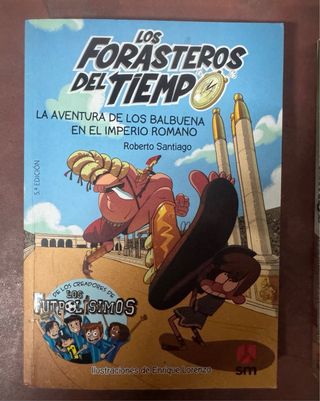 LOS
FORASTEROS
DEL TIEMPO
LA AVENTURA DE LOS BALBUENA
EN EL IMPERIO ROMANO
Roberto Santiago
5.ª EDICIÓN
DE LOS CREADORES DE
LOS
FUTBOLÍSIMOS
sm
Ilustraciones de Enrique Lorenzo